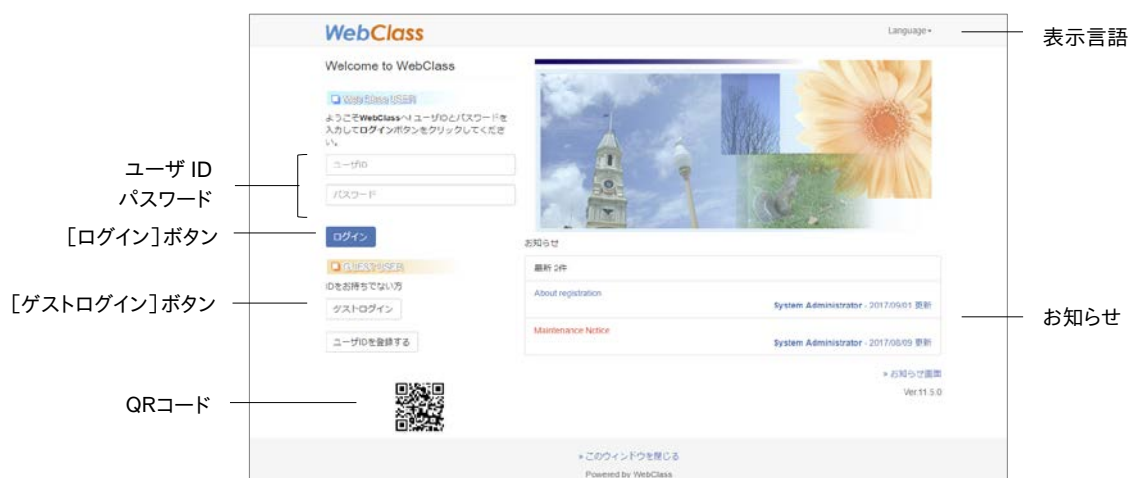 WebClass
Language
表示言語
Welcome to WebClass
WebClass USER
ようこそWebClassへ! ユーザIDとパスワードを
入力してログインボタンをクリックしてくださ
い。
ユーザ ID
パスワード
ユーザID
パスワード
[ログイン]ボタン
ログイン
GUEST USER
IDをお持ちでない方
[ゲストログイン]ボタン
ゲストログイン
ユーザIDを登録する
QRコード
お知らせ
最新 2件
About registration
System Administrator - 2017/09/01 更新
Maintenance Notice
System Administrator - 2017/08/09 更新
お知らせ
» お知らせ画面
Ver.11.5.0
» このウィンドウを閉じる
Powered by WebClass